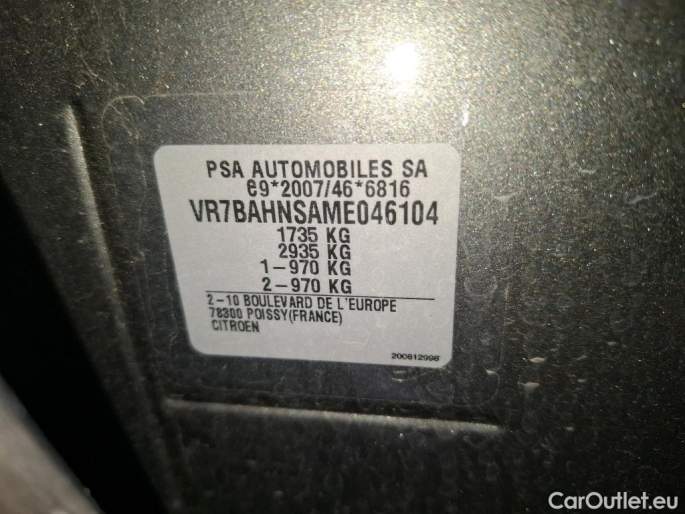 PSA AUTOMOBILES SA
e9*2007/46*6816
VR7BAHNSAME046104
1735 KG
2935 KG
1-970 KG
2-970 KG
2-10 BOULEVARD DE L'EUROPE
78300 POISSY(FRANCE)
CITROEN
200812998
CarOutlet.eu